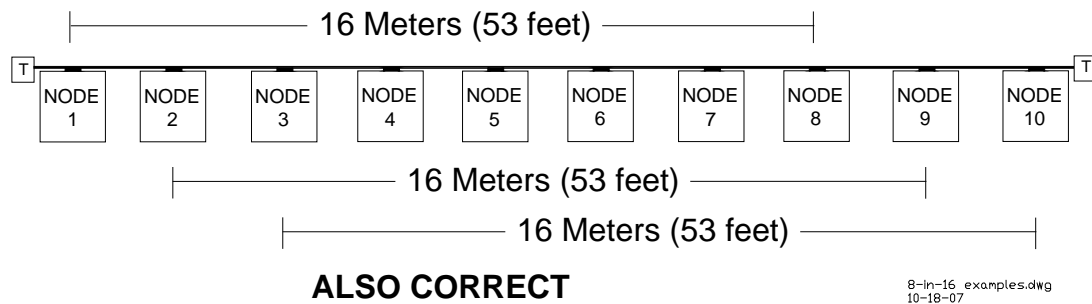 16 Meters (53 feet)
T T
NODE 1 NODE 2 NODE 3 NODE 4 NODE 5 NODE 6 NODE 7 NODE 8 NODE 9 NODE 10
16 Meters (53 feet)
16 Meters (53 feet)
ALSO CORRECT
8-in-16 examples.dwg
10-18-07